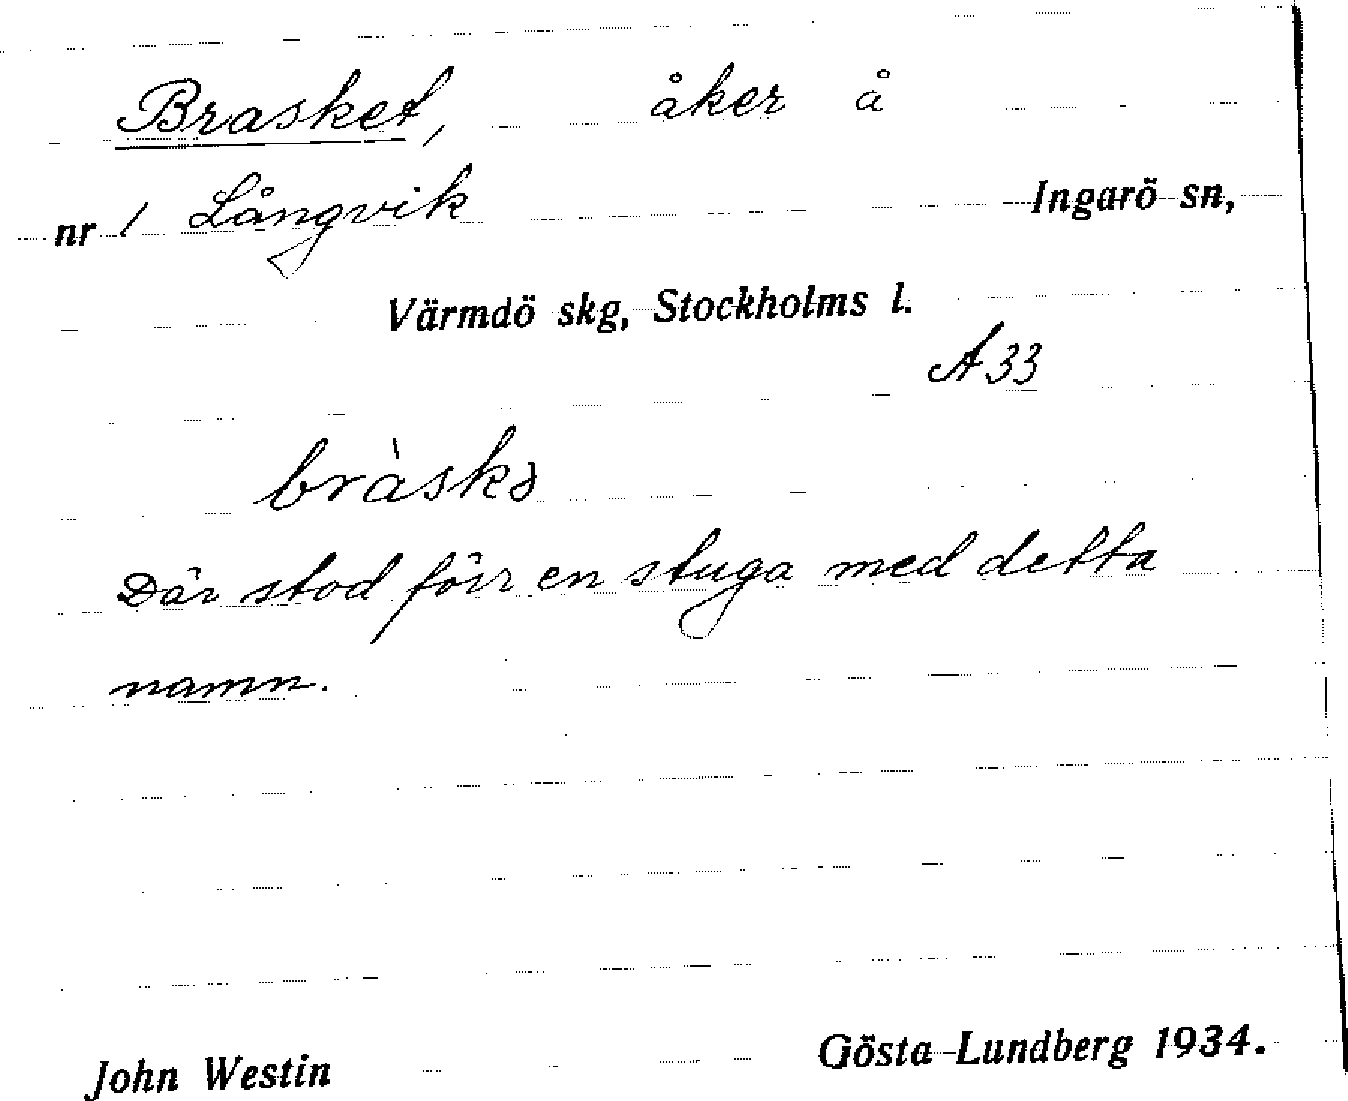 Brasket, åker å
nr 1 Långvik Ingarö sn,
Värmdö skg, Stockholms l.
A 33
bràskə
Där stod förr en stuga med detta
namn.
John Westin Gösta Lundberg 1934.